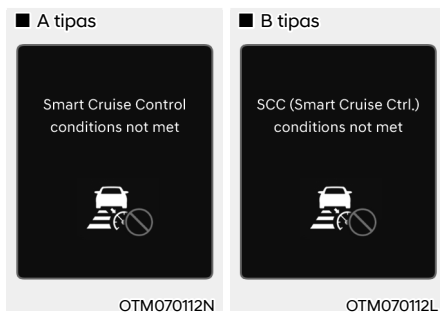 ■ A tipas
Smart Cruise Control
conditions not met
OTM070112N
■ B tipas
SCC (Smart Cruise Ctrl.)
conditions not met
OTM070112L